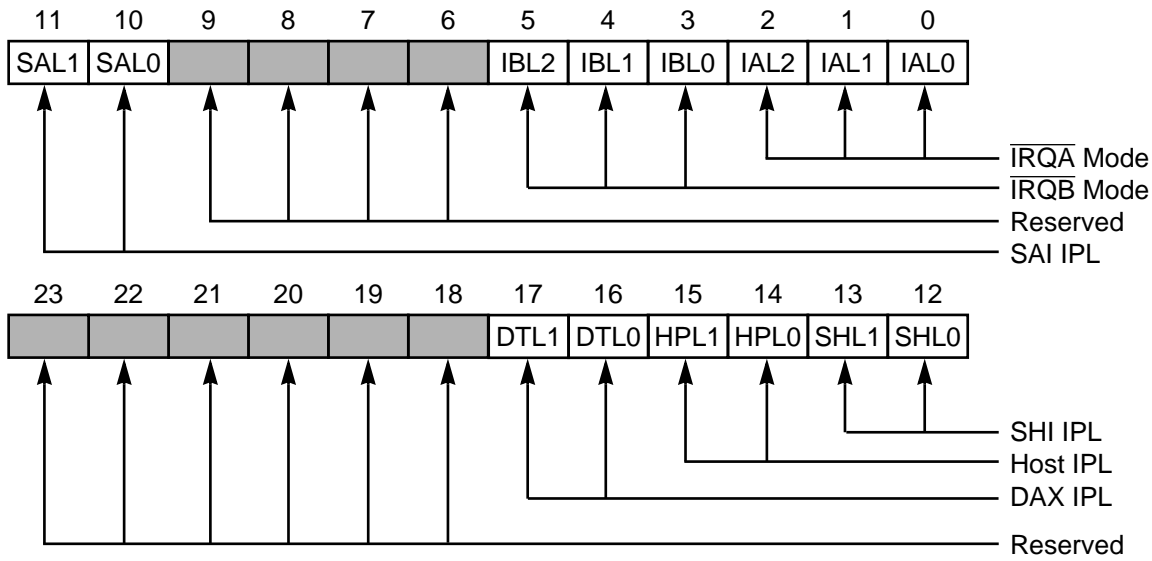 11 10 9 8 7 6 5 4 3 2 1 0
SAL1 SAL0 IBL2 IBL1 IBL0 IAL2 IAL1 IAL0
IRQA Mode
IRQB Mode
Reserved
SAI IPL
23 22 21 20 19 18 17 16 15 14 13 12
DTL1 DTL0 HPL1 HPL0 SHL1 SHL0
SHI IPL
Host IPL
DAX IPL
Reserved